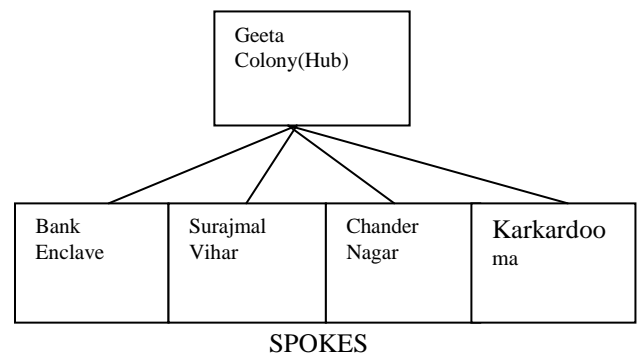 Geeta
Colony(Hub)
Bank
Enclave
Surajmal
Vihar
Chander
Nagar
Karkardoo
ma
SPOKES